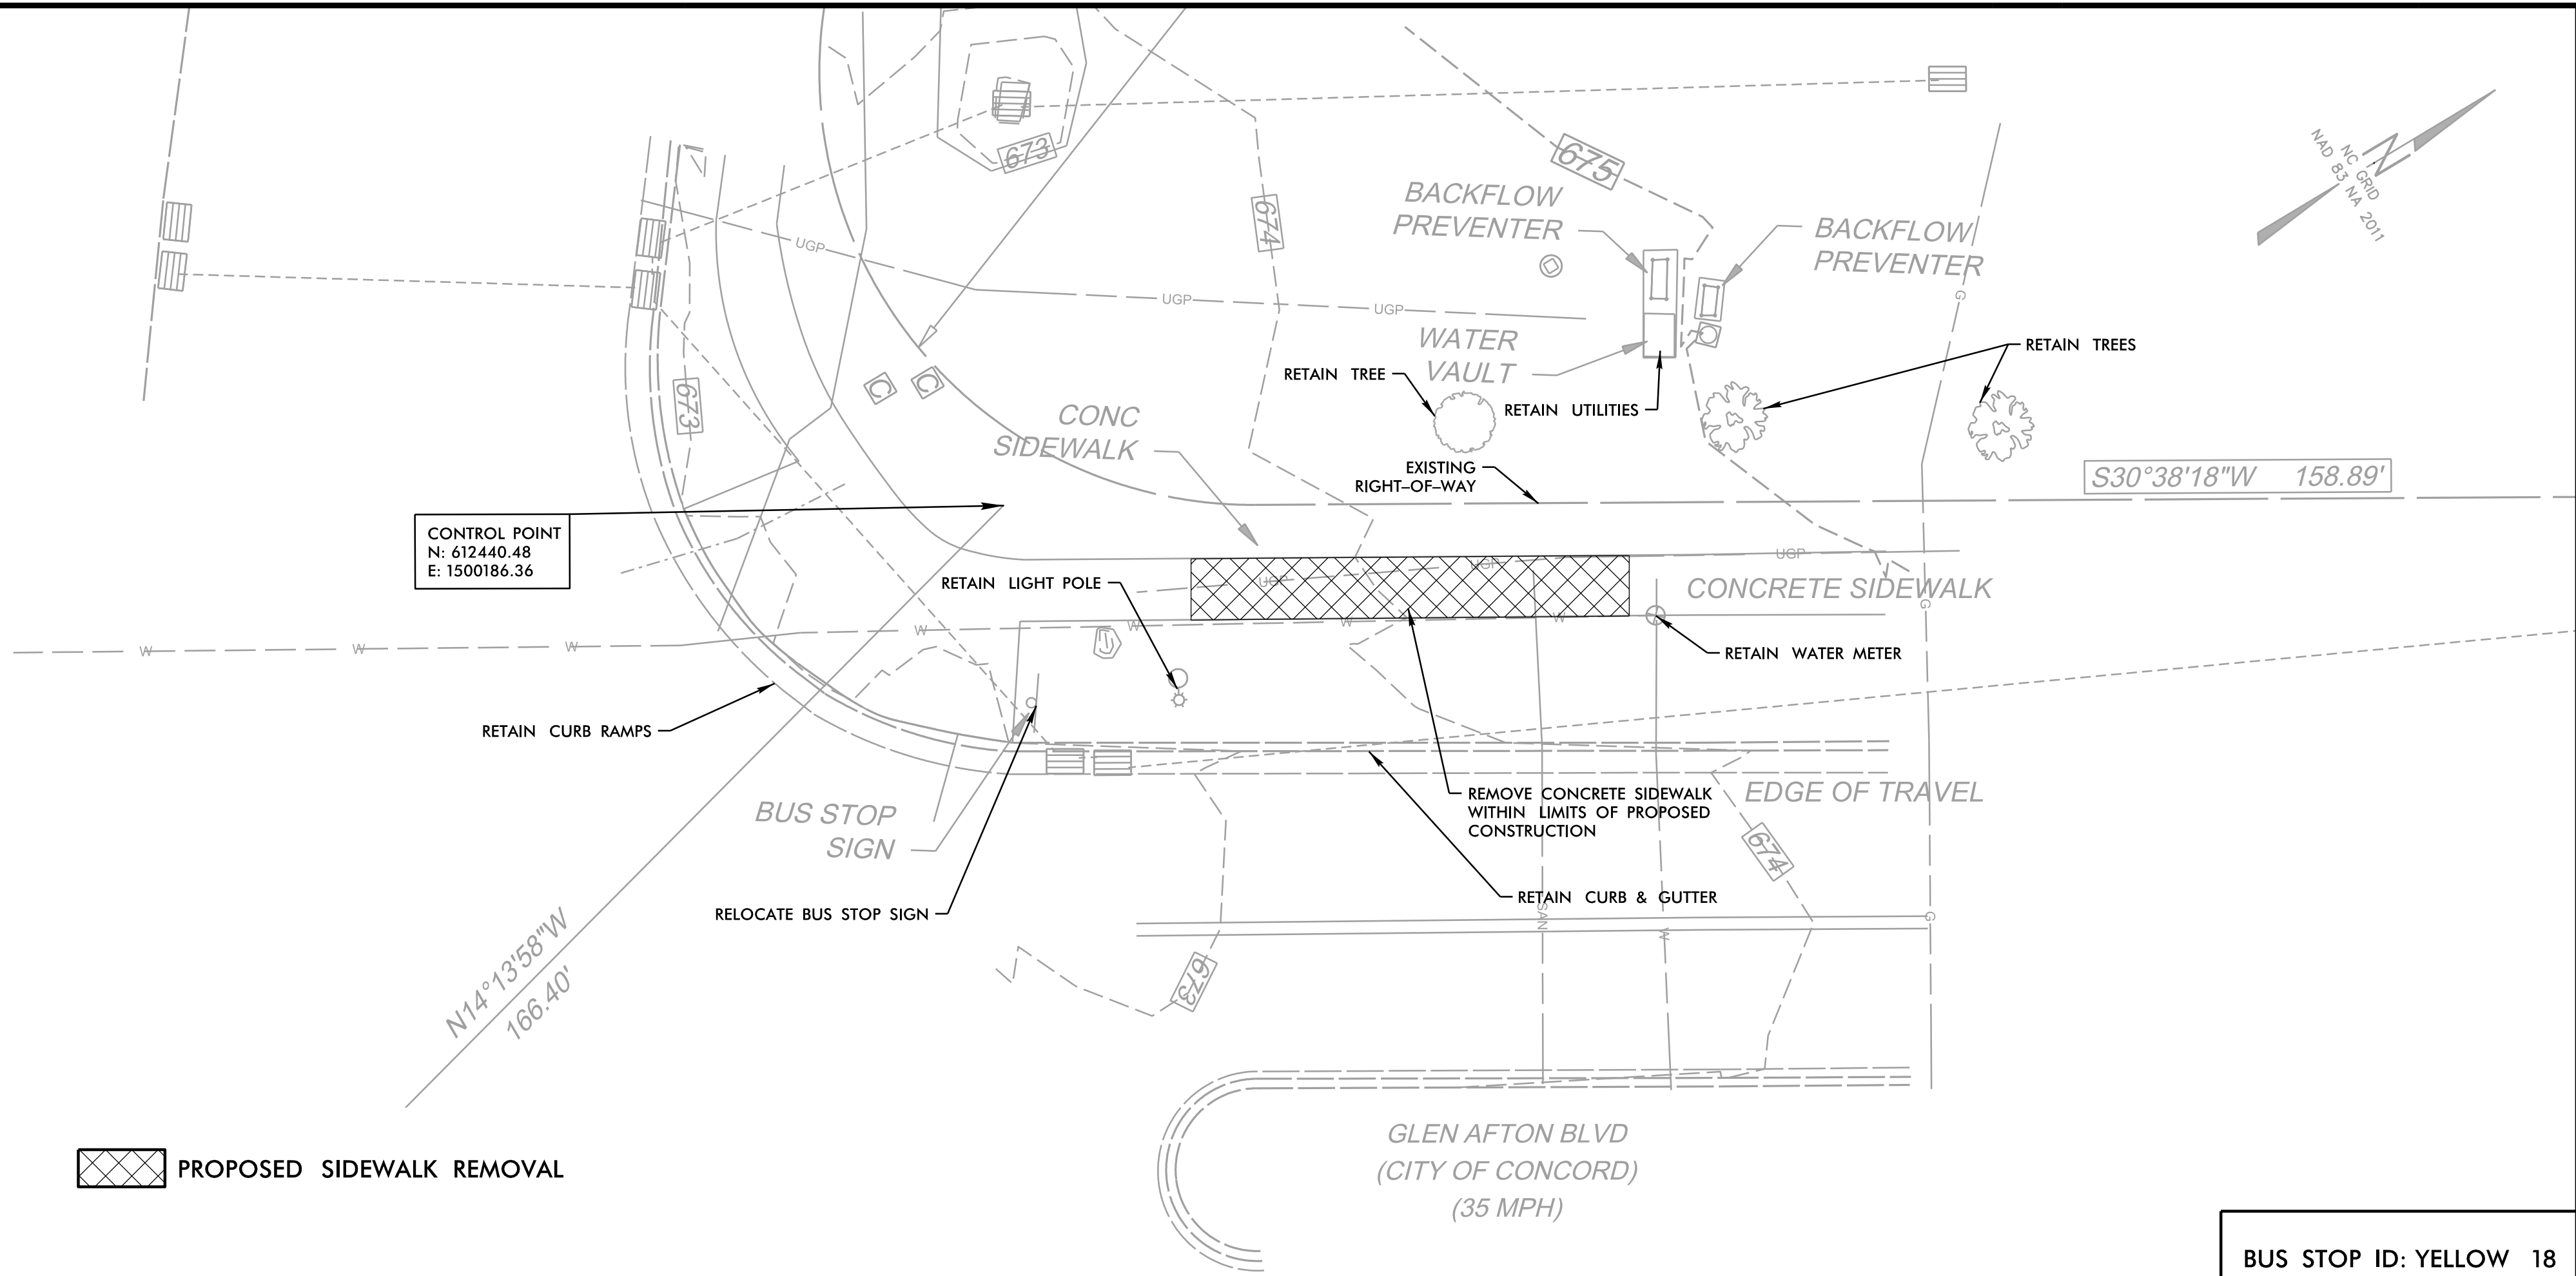 673
675
NC GRID
NAD 83 NA 2011
BACKFLOW
PREVENTER
BACKFLOW
PREVENTER
674
UGP
UGP
UGP
G
WATER
VAULT
RETAIN TREES
RETAIN TREE
RETAIN UTILITIES
673
C
C
CONC
SIDEWALK
EXISTING
RIGHT-OF-WAY
S30°38'18"W 158.89'
CONTROL POINT
N: 612440.48
E: 1500186.36
UGP
UGP
UGP
RETAIN LIGHT POLE
CONCRETE SIDEWALK
G
W
W
W
W
W
W
W
RETAIN WATER METER
RETAIN CURB RAMPS
REMOVE CONCRETE SIDEWALK
WITHIN LIMITS OF PROPOSED
CONSTRUCTION
EDGE OF TRAVEL
BUS STOP
SIGN
674
RETAIN CURB & GUTTER
RELOCATE BUS STOP SIGN
SAN
W
G
N14°13'58"W
166.40'
673
GLEN AFTON BLVD
(CITY OF CONCORD)
(35 MPH)
PROPOSED SIDEWALK REMOVAL
BUS STOP ID: YELLOW 18